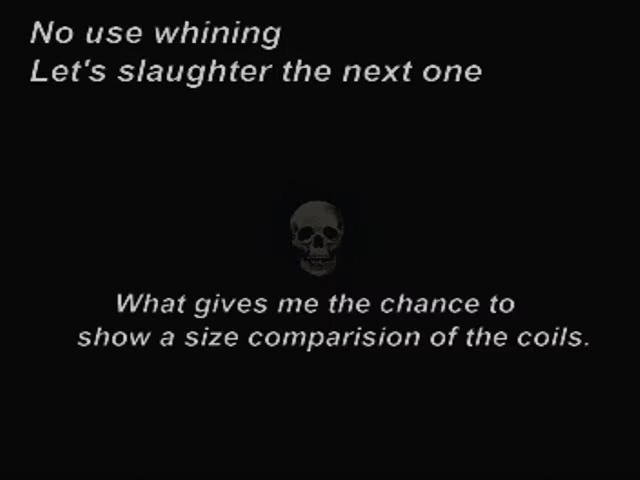 No use whining
Let's slaughter the next one
What gives me the chance to
show a size comparision of the coils.